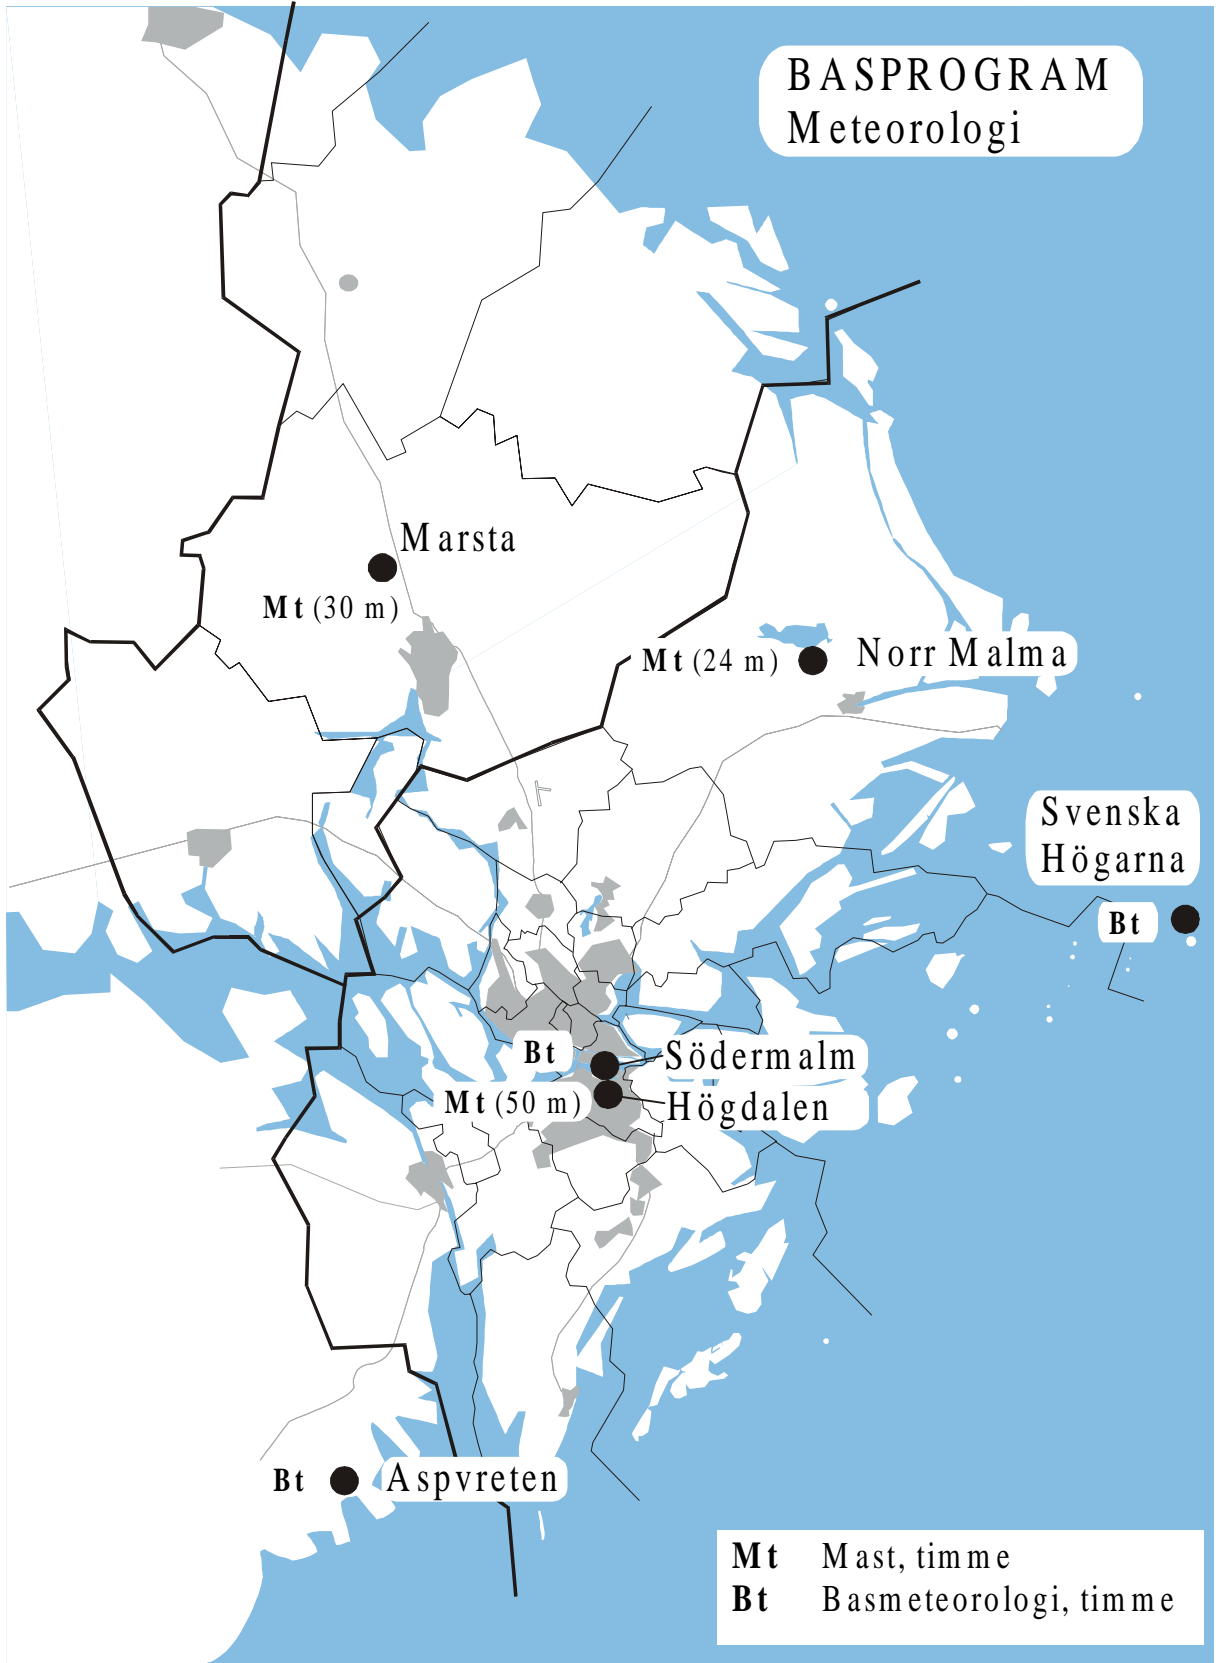 BASPROGRAM
Meteorologi
Marsta
Mt (30 m)
Mt (24 m)
Norr Malma
Svenska
Högarna
Bt
Bt
Södermalm
Mt (50 m)
Högdalen
Bt
Aspvreten
Mt Mast, timme
Bt Basmeteorologi, timme